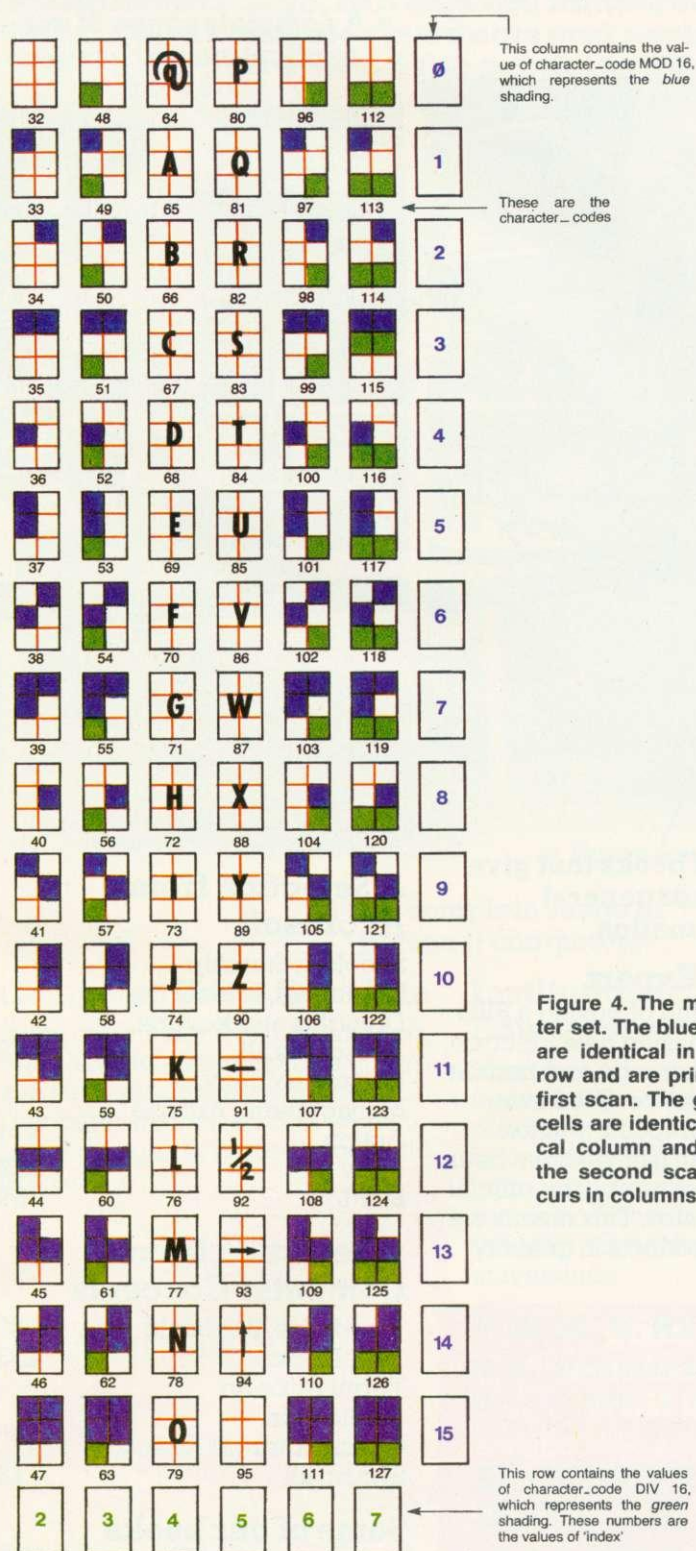 @ P Ø
32 48 64 80 96 112
This column contains the val-
ue of character_code MOD 16,
which represents the blue
shading.
A Q 1
33 49 65 81 97 113
These are the
character_codes
B R 2
34 50 66 82 98 114
C S 3
35 51 67 83 99 115
D T 4
36 52 68 84 100 116
E U 5
37 53 69 85 101 117
F V 6
38 54 70 86 102 118
G W 7
39 55 71 87 103 119
H X 8
40 56 72 88 104 120
I Y 9
41 57 73 89 105 121
J Z 10
42 58 74 90 106 122
K ← 11
43 59 75 91 107 123
L ½ 12
44 60 76 92 108 124
M → 13
45 61 77 93 109 125
N ↑ 14
46 62 78 94 110 126
O 15
47 63 79 95 111 127
Figure 4. The m
ter set. The blue
are identical in
row and are pri
first scan. The g
cells are identic
cal column and
the second sca
curs in columns
2 3 4 5 6 7
This row contains the values
of character_code DIV 16,
which represents the green
shading. These numbers are
the values of 'index'